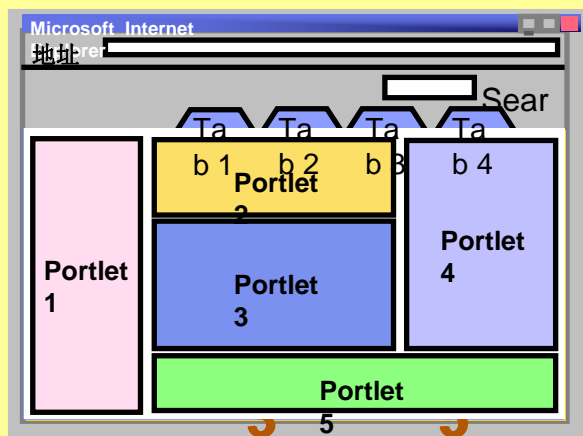 Microsoft Internet
地址
Sear
Ta Ta Ta Ta
b 1 b 2 b 3 b 4
Portlet
2
Portlet
4
Portlet
1
Portlet
3
Portlet
5